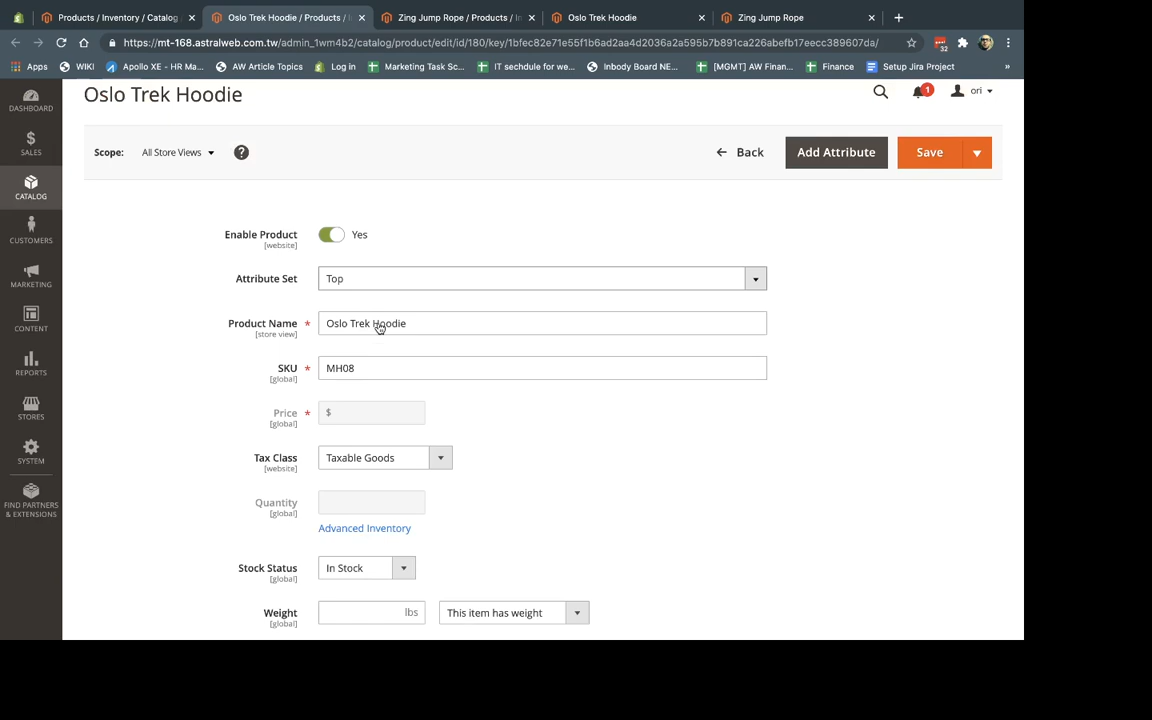 Products / Inventory / Catalog
Oslo Trek Hoodie / Products / I
Zing Jump Rope / Products / In
Oslo Trek Hoodie
Zing Jump Rope
https://mt-168.astralweb.com.tw/admin_1wm4b2/catalog/product/edit/id/180/key/1bfec82e71e55f1b6ad2aa4d2036a2a595b7b891ca226abefb17eecc389607da/
32
Apps
WIKI
Apollo XE - HR Ma...
AW Article Topics
Log in
Marketing Task Sc...
IT sechdule for we...
Inbody Board NE...
[MGMT] AW Finan...
Finance
Setup Jira Project
»
Oslo Trek Hoodie
1
ori
DASHBOARD
SALES
CATALOG
CUSTOMERS
MARKETING
CONTENT
REPORTS
STORES
SYSTEM
FIND PARTNERS
& EXTENSIONS
Scope:
All Store Views
?
Back
Add Attribute
Save
Enable Product
[website]
Yes
Attribute Set
Top
Product Name *
[store view]
Oslo Trek Hoodie
SKU *
[global]
MH08
Price *
[global]
$
Tax Class
[website]
Taxable Goods
Quantity
[global]
Advanced Inventory
Stock Status
[global]
In Stock
Weight
[global]
lbs
This item has weight